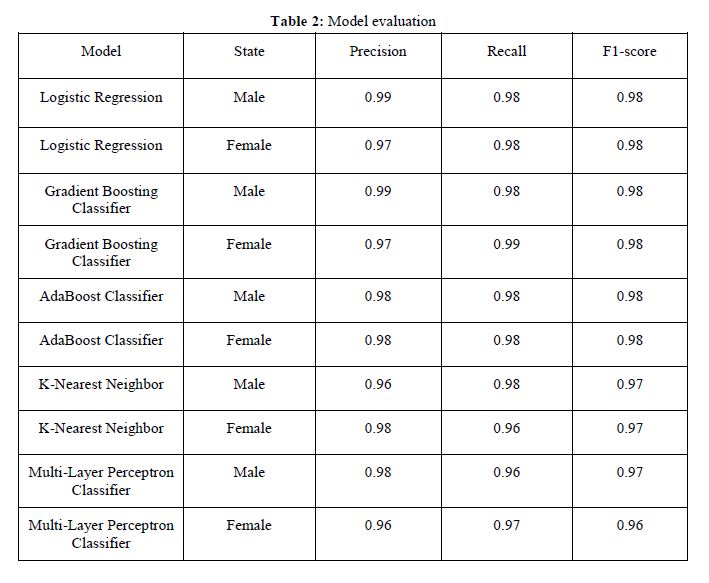 Table 2: Model evaluation
Model State Precision Recall F1-score
Logistic Regression Male 0.99 0.98 0.98
Logistic Regression Female 0.97 0.98 0.98
Gradient Boosting
Classifier Male 0.99 0.98 0.98
Gradient Boosting
Classifier Female 0.97 0.99 0.98
AdaBoost Classifier Male 0.98 0.98 0.98
AdaBoost Classifier Female 0.98 0.98 0.98
K-Nearest Neighbor Male 0.96 0.98 0.97
K-Nearest Neighbor Female 0.98 0.96 0.97
Multi-Layer Perceptron
Classifier Male 0.98 0.96 0.97
Multi-Layer Perceptron
Classifier Female 0.96 0.97 0.96